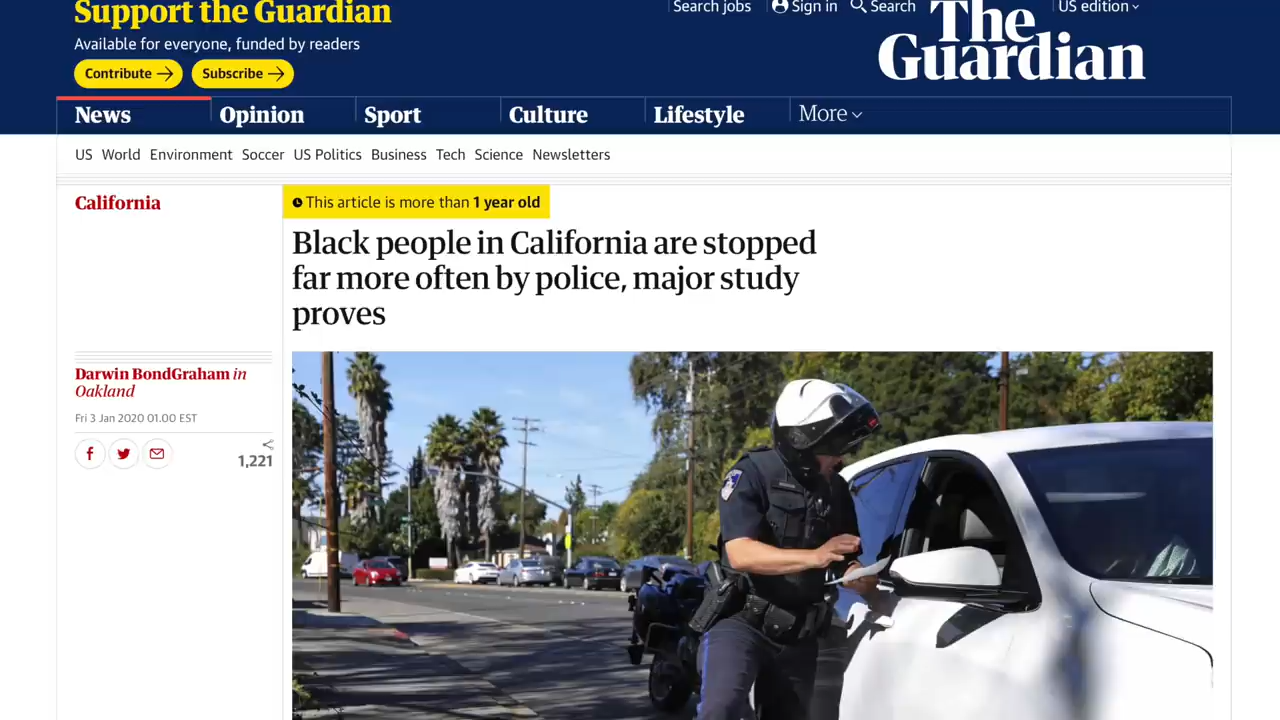 Support the Guardian
Available for everyone, funded by readers
Contribute
Subscribe
Search jobs
Sign in
Search
US edition
The
Guardian
News
Opinion
Sport
Culture
Lifestyle
More
US World Environment Soccer US Politics Business Tech Science Newsletters
California
This article is more than 1 year old
Black people in California are stopped
far more often by police, major study
proves
Darwin BondGraham in
Oakland
Fri 3 Jan 2020 01.00 EST
1,221